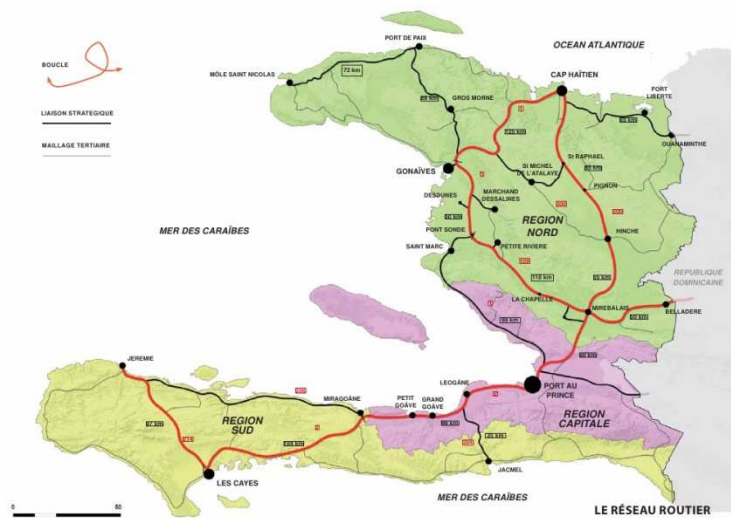 PORT DE PAIX
OCEAN ATLANTIQUE
BOUCLE
CAP HAÏTIEN
72 km
MÔLE SAINT NICOLAS
FORT
LIBERTE
GROS MORNE
LIAISON STRATEGIQUE
OUANAMINTHE
MAILLAGE TERTIAIRE
St RAPHAEL
St MICHEL
DE L'ATALAYE
GONAÏVES
PIGNON
DESDUNES
MARCHAND
DESSALINES
REGION
NORD
MER DES CARAÏBES
PONT SONDE
HINCHE
SAINT MARC
PETITE RIVIERE
REPUBLIQUE
DOMINICAINE
LA CHAPELLE
MIREBALAIS
BELLADERE
JEREMIE
LEOGÂNE
PORT AU
PRINCE
MIRAGOÂNE
PETIT
GOÂVE
GRAND
GOÂVE
REGION
SUD
REGION
CAPITALE
JACMEL
LES CAYES
MER DES CARAÏBES
0
50
LE RÉSEAU ROUTIER